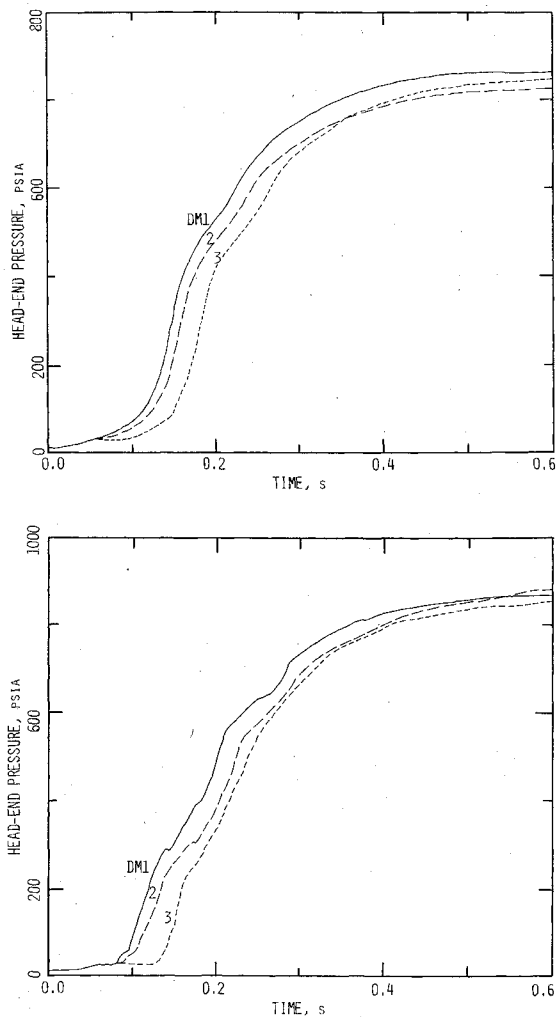 800
600
200
0
HEAD-END PRESSURE, PSIA
DM1
2
3
0.0 0.2 0.4 0.6
TIME, s
1000
600
200
0
HEAD-END PRESSURE, PSIA
DM1
2
3
0.0 0.2 0.4 0.6
TIME, s